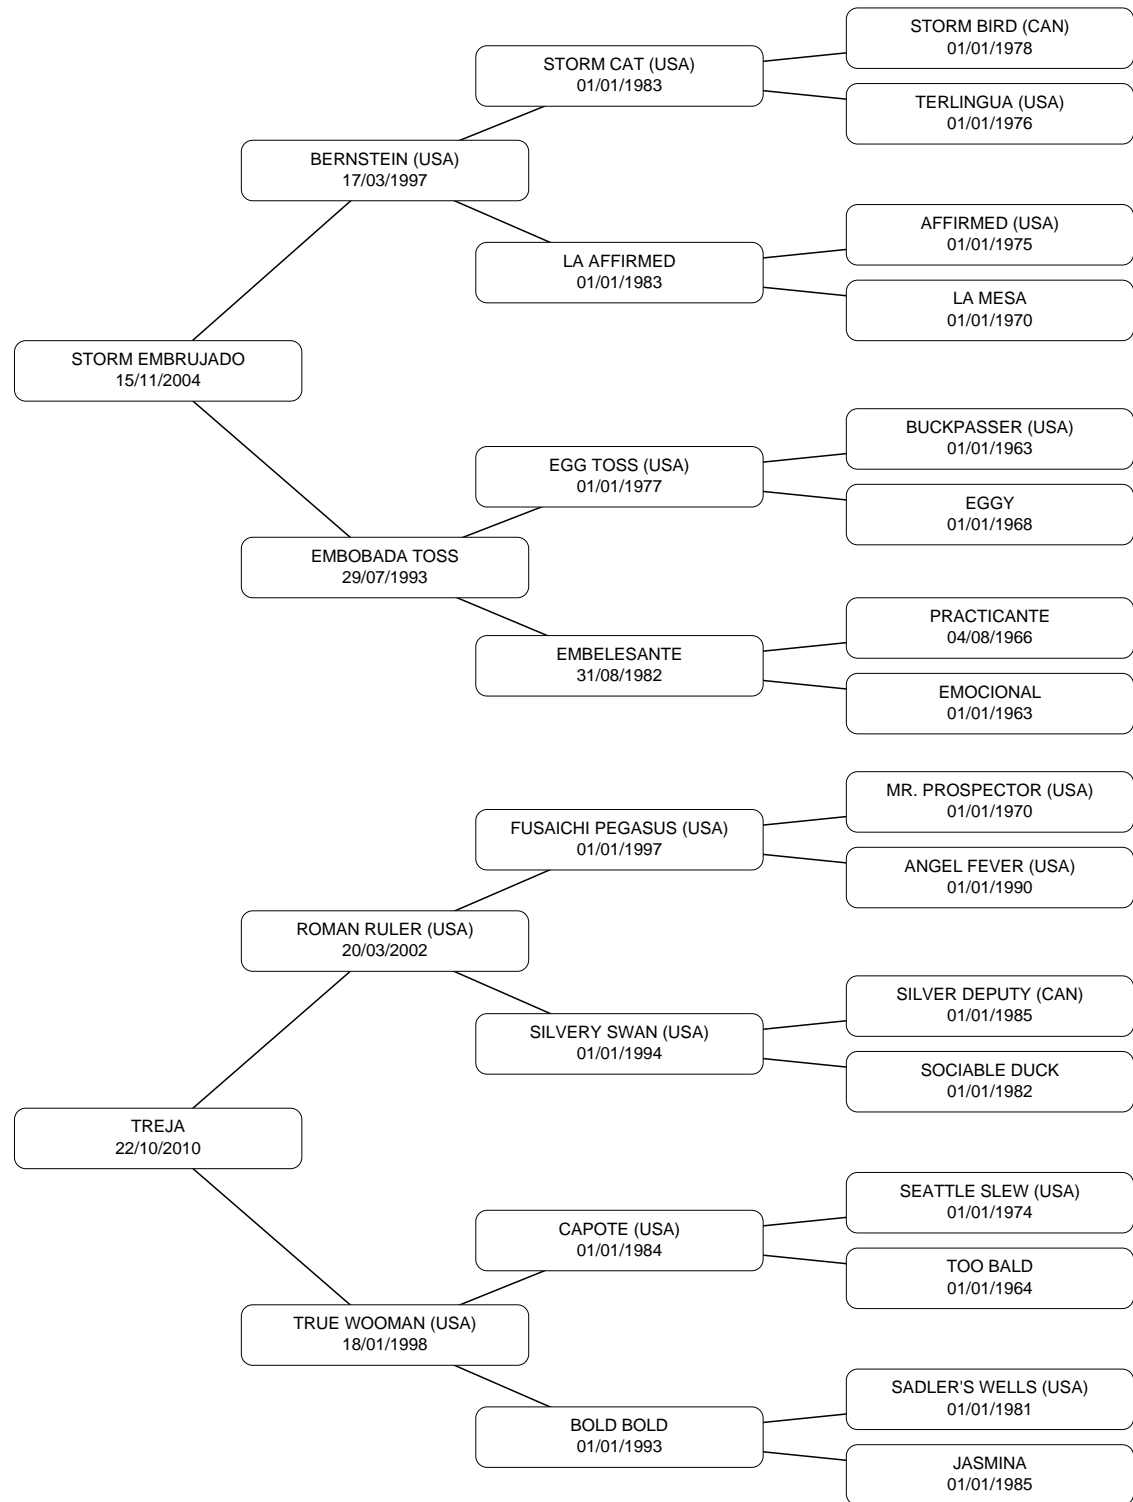 STORM BIRD (CAN)
01/01/1978
STORM CAT (USA)
01/01/1983
TERLINGUA (USA)
01/01/1976
BERNSTEIN (USA)
17/03/1997
AFFIRMED (USA)
01/01/1975
LA AFFIRMED
01/01/1983
LA MESA
01/01/1970
STORM EMBRUJADO
15/11/2004
BUCKPASSER (USA)
01/01/1963
EGG TOSS (USA)
01/01/1977
EGGY
01/01/1968
EMBOBADA TOSS
29/07/1993
PRACTICANTE
04/08/1966
EMBELESANTE
31/08/1982
EMOCIONAL
01/01/1963
MR. PROSPECTOR (USA)
01/01/1970
FUSAICHI PEGASUS (USA)
01/01/1997
ANGEL FEVER (USA)
01/01/1990
ROMAN RULER (USA)
20/03/2002
SILVER DEPUTY (CAN)
01/01/1985
SILVERY SWAN (USA)
01/01/1994
SOCIABLE DUCK
01/01/1982
TREJA
22/10/2010
SEATTLE SLEW (USA)
01/01/1974
CAPOTE (USA)
01/01/1984
TOO BALD
01/01/1964
TRUE WOOMAN (USA)
18/01/1998
SADLER'S WELLS (USA)
01/01/1981
BOLD BOLD
01/01/1993
JASMINA
01/01/1985